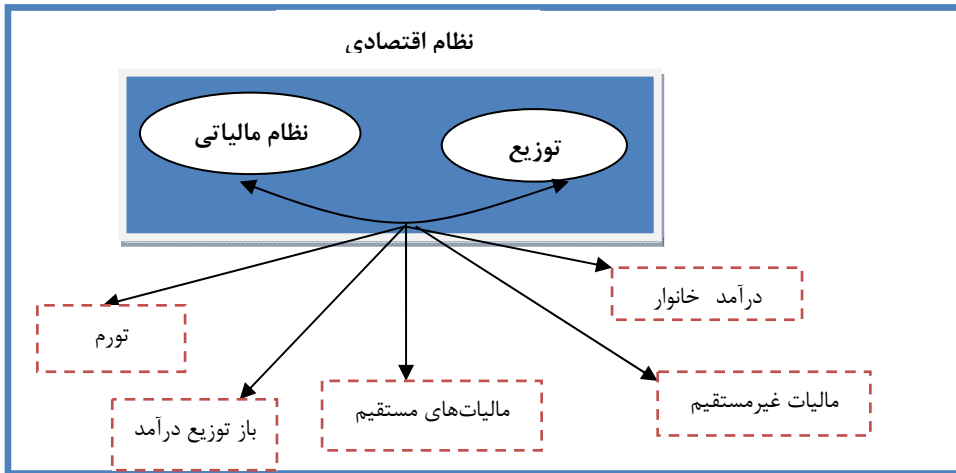 نظام اقتصادی
توزیع
نظام مالیاتی
درآمد خانوار
تورم
مالیات غیرمستقیم
مالیات‌های مستقیم
باز توزیع درآمد